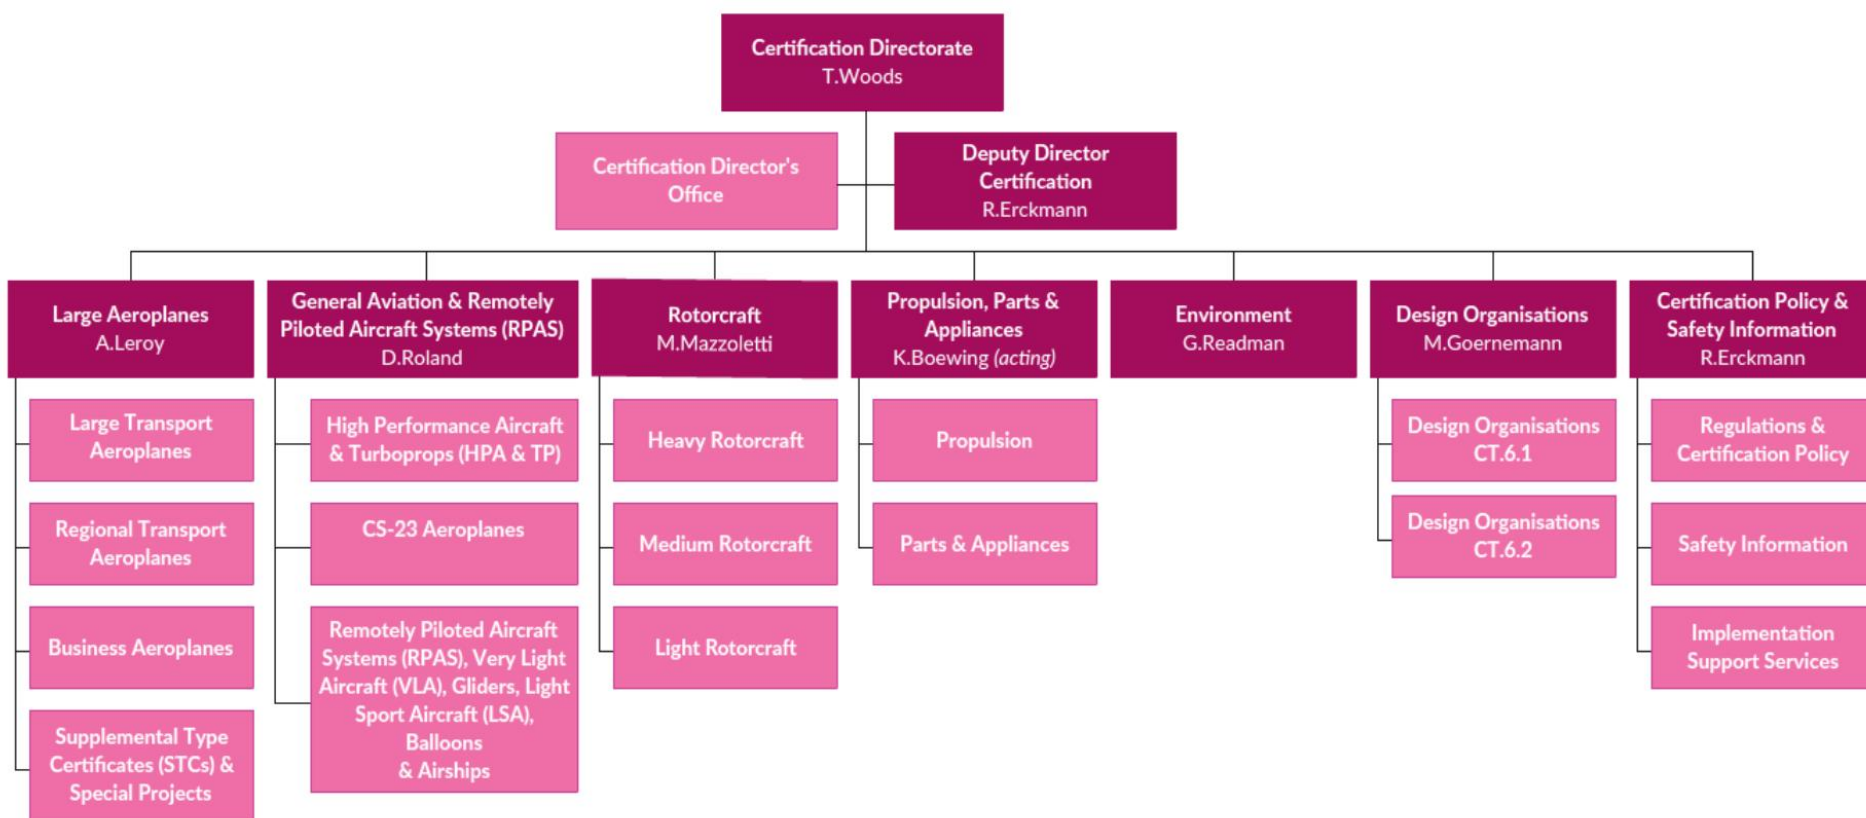 Certification Directorate
T.Woods
Certification Director's
Office
Deputy Director
Certification
R.Erckmann
Large Aeroplanes
A.Leroy
Large Transport
Aeroplanes
Regional Transport
Aeroplanes
Business Aeroplanes
Supplemental Type
Certificates (STCs) &
Special Projects
General Aviation & Remotely
Piloted Aircraft Systems (RPAS)
D.Roland
High Performance Aircraft
& Turboprops (HPA & TP)
CS-23 Aeroplanes
Remotely Piloted Aircraft
Systems (RPAS), Very Light
Aircraft (VLA), Gliders, Light
Sport Aircraft (LSA),
Balloons
& Airships
Rotorcraft
M.Mazzoletti
Heavy Rotorcraft
Medium Rotorcraft
Light Rotorcraft
Propulsion, Parts &
Appliances
K.Boewing (acting)
Propulsion
Parts & Appliances
Environment
G.Readman
Design Organisations
M.Goernemann
Design Organisations
CT.6.1
Design Organisations
CT.6.2
Certification Policy &
Safety Information
R.Erckmann
Regulations &
Certification Policy
Safety Information
Implementation
Support Services